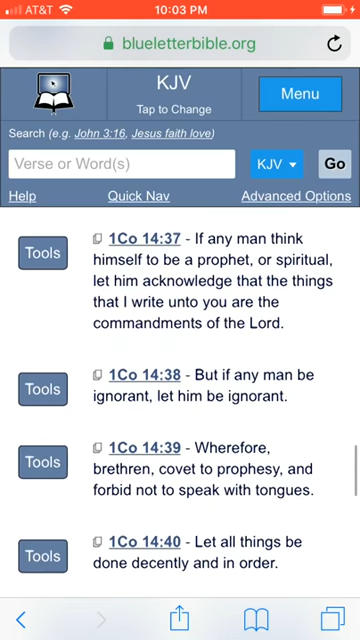 AT&T 10:03 PM
blueletterbible.org
KJV
Tap to Change
Menu
Search (e.g. John 3:16, Jesus faith love)
Verse or Word(s)
KJV
Go
Help Quick Nav Advanced Options
Tools
1Co 14:37 - If any man think
himself to be a prophet, or spiritual,
let him acknowledge that the things
that I write unto you are the
commandments of the Lord.
Tools
1Co 14:38 - But if any man be
ignorant, let him be ignorant.
Tools
1Co 14:39 - Wherefore,
brethren, covet to prophesy, and
forbid not to speak with tongues.
Tools
1Co 14:40 - Let all things be
done decently and in order.